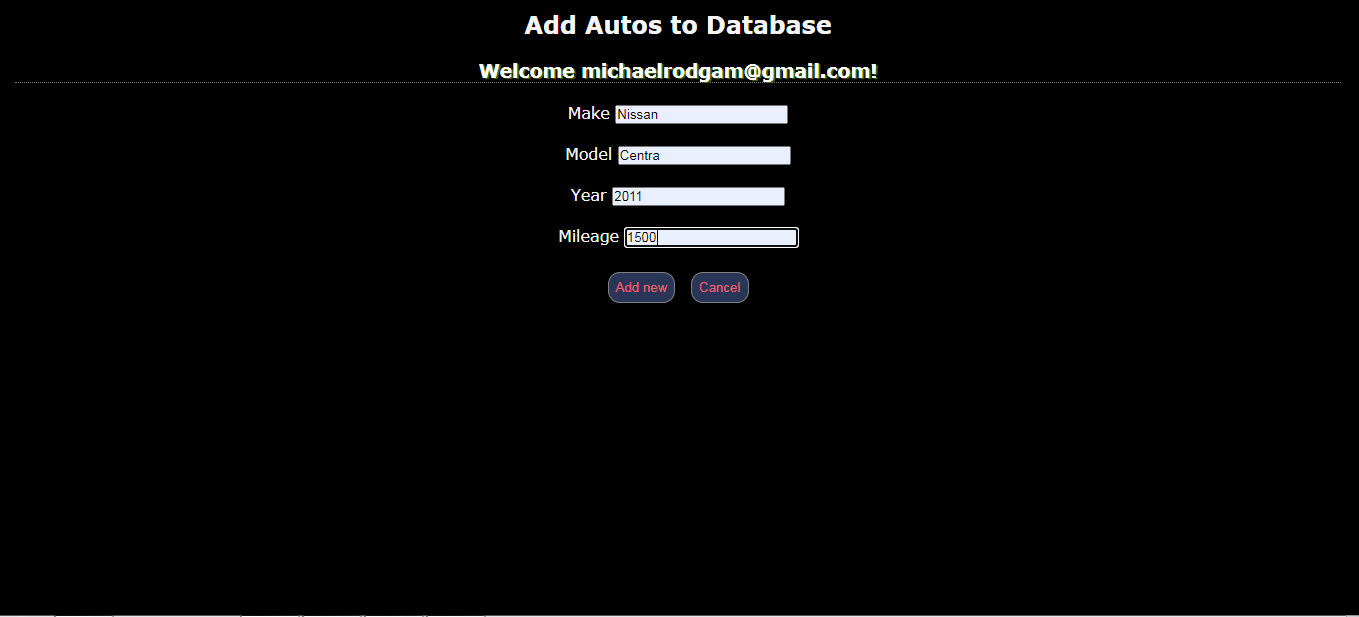 Add Autos to Database
Welcome michaelrodgam@gmail.com!
Make Nissan
Model Centra
Year 2011
Mileage 1500
Add new Cancel